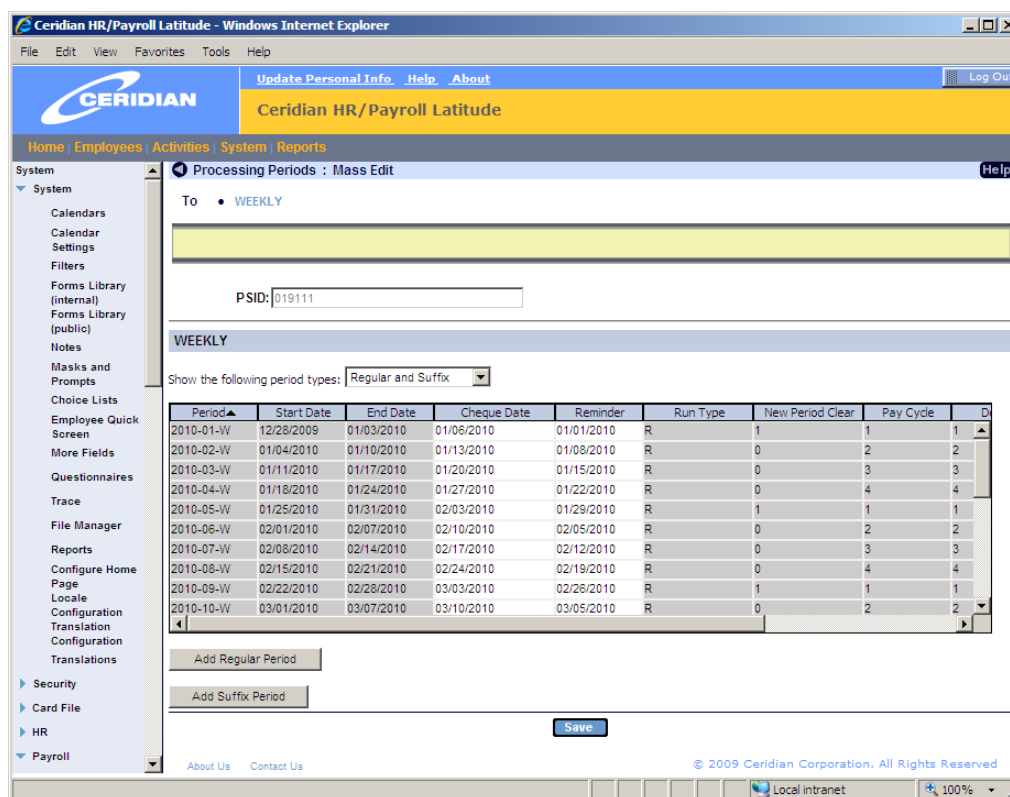 Ceridian HR/Payroll Latitude - Windows Internet Explorer
File Edit View Favorites Tools Help
CERIDIAN
Update Personal Info Help About
Log Out
Ceridian HR/Payroll Latitude
Home | Employees | Activities | System | Reports
System
System
Calendars
Calendar
Settings
Filters
Forms Library
(internal)
Forms Library
(public)
Notes
Masks and
Prompts
Choice Lists
Employee Quick
Screen
More Fields
Questionnaires
Trace
File Manager
Reports
Configure Home
Page
Locale
Configuration
Translation
Configuration
Translations
Security
Card File
HR
Payroll
Processing Periods : Mass Edit
Help
To • WEEKLY
PSID: 019111
WEEKLY
Show the following period types: Regular and Suffix
Period Start Date End Date Cheque Date Reminder Run Type New Period Clear Pay Cycle
2010-01-W 12/28/2009 01/03/2010 01/06/2010 01/01/2010 R 1 1 1
2010-02-W 01/04/2010 01/10/2010 01/13/2010 01/08/2010 R 0 2 2
2010-03-W 01/11/2010 01/17/2010 01/20/2010 01/15/2010 R 0 3 3
2010-04-W 01/18/2010 01/24/2010 01/27/2010 01/22/2010 R 0 4 4
2010-05-W 01/25/2010 01/31/2010 02/03/2010 01/29/2010 R 1 1 1
2010-06-W 02/01/2010 02/07/2010 02/10/2010 02/05/2010 R 0 2 2
2010-07-W 02/08/2010 02/14/2010 02/17/2010 02/12/2010 R 0 3 3
2010-08-W 02/15/2010 02/21/2010 02/24/2010 02/19/2010 R 0 4 4
2010-09-W 02/22/2010 02/28/2010 03/03/2010 02/26/2010 R 1 1 1
2010-10-W 03/01/2010 03/07/2010 03/10/2010 03/05/2010 R 0 2 2
Add Regular Period
Add Suffix Period
Save
About Us Contact Us
© 2009 Ceridian Corporation. All Rights Reserved
Local intranet
100%